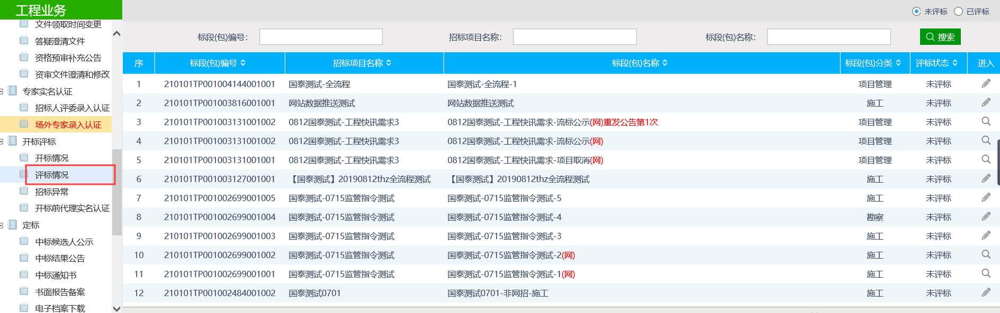 工程业务
文件领取时间变更
答疑澄清文件
资格预审补充公告
资审文件澄清和修改
专家实名认证
招标人评委录入认证
场外专家录入认证
开标评标
开标情况
评标情况
招标异常
开标前代理实名认证
定标
中标候选人公示
中标结果公告
中标通知书
书面报告备案
电子档案下载
未评标 已评标
标段(包)编号： 招标项目名称： 标段(包)名称： 搜索
序 标段(包)编号 招标项目名称 标段(包)名称 标段(包)分类 评标状态 进入
1 210101TP001004144001001 国泰测试-全流程 国泰测试-全流程-1 项目管理 未评标
2 210101TP001003816001001 网站数据推送测试 网站数据推送测试 施工 未评标
3 210101TP001003131001002 0812国泰测试-工程快讯需求3 0812国泰测试-工程快讯需求-流标公示(网)重发公告第1次 项目管理 未评标
4 210101TP001003131001002 0812国泰测试-工程快讯需求3 0812国泰测试-工程快讯需求-流标公示(网) 项目管理 未评标
5 210101TP001003131001001 0812国泰测试-工程快讯需求3 0812国泰测试-工程快讯需求-项目取消(网) 项目管理 未评标
6 210101TP001003127001001 【国泰测试】20190812thz全流程测试 【国泰测试】20190812thz全流程测试 施工 未评标
7 210101TP001002699001005 国泰测试-0715监管指令测试 国泰测试-0715监管指令测试-5 施工 未评标
8 210101TP001002699001004 国泰测试-0715监管指令测试 国泰测试-0715监管指令测试-4 勘察 未评标
9 210101TP001002699001003 国泰测试-0715监管指令测试 国泰测试-0715监管指令测试-3 施工 未评标
10 210101TP001002699001002 国泰测试-0715监管指令测试 国泰测试-0715监管指令测试-2(网) 施工 未评标
11 210101TP001002699001001 国泰测试-0715监管指令测试 国泰测试-0715监管指令测试-1(网) 施工 未评标
12 210101TP001002484001002 国泰测试0701 国泰测试0701-非网招-施工 施工 未评标